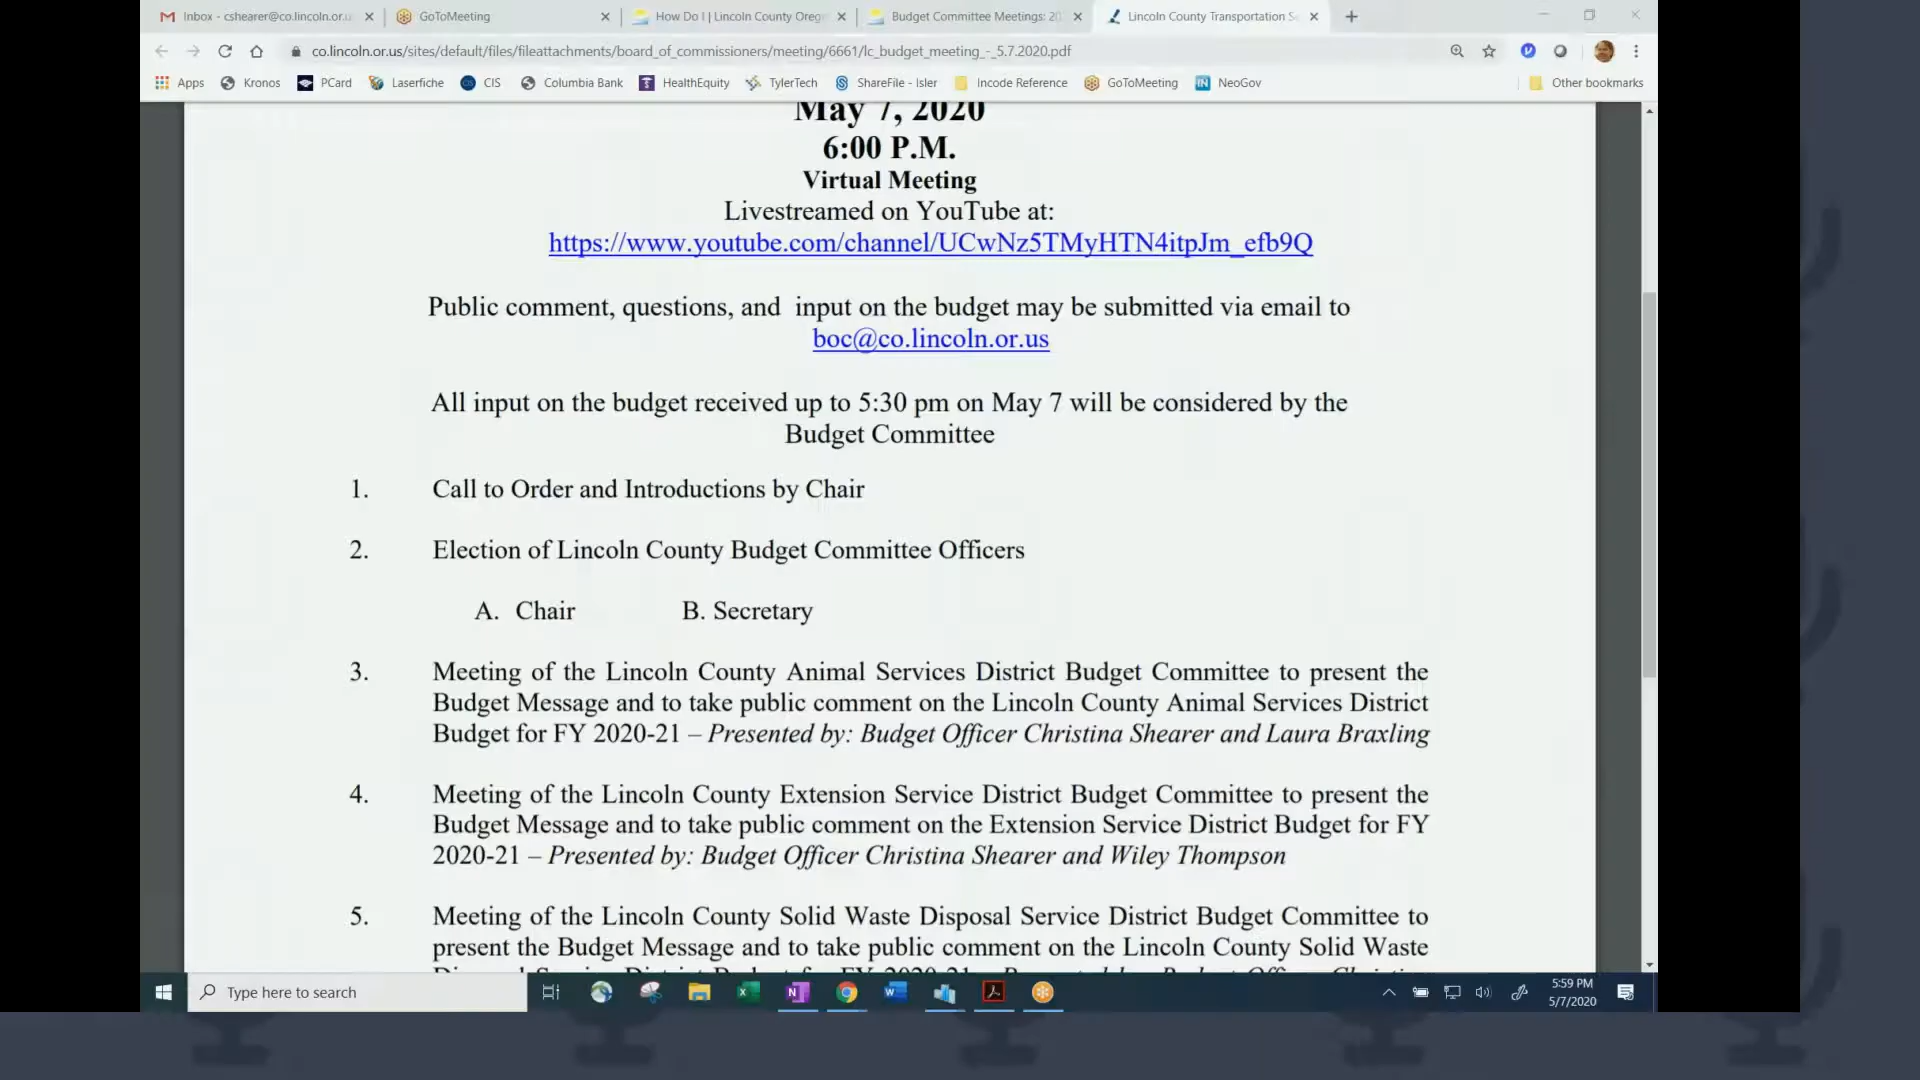 Inbox - cshearer@co.lincoln.or.u
GoToMeeting
How Do I | Lincoln County Oreg
Budget Committee Meetings: 20
Lincoln County Transportation S
co.lincoln.or.us/sites/default/files/fileattachments/board_of_commissioners/meeting/6661/lc_budget_meeting_-_5.7.2020.pdf
Apps Kronos PCard Laserfiche CIS Columbia Bank HealthEquity TylerTech ShareFile - Isler Incode Reference GoToMeeting NeoGov Other bookmarks
May 7, 2020
6:00 P.M.
Virtual Meeting
Livestreamed on YouTube at:
https://www.youtube.com/channel/UCwNz5TMyHTN4itpJm_efb9Q
Public comment, questions, and input on the budget may be submitted via email to
boc@co.lincoln.or.us
All input on the budget received up to 5:30 pm on May 7 will be considered by the
Budget Committee
1. Call to Order and Introductions by Chair
2. Election of Lincoln County Budget Committee Officers
A. Chair B. Secretary
3. Meeting of the Lincoln County Animal Services District Budget Committee to present the
Budget Message and to take public comment on the Lincoln County Animal Services District
Budget for FY 2020-21 – Presented by: Budget Officer Christina Shearer and Laura Braxling
4. Meeting of the Lincoln County Extension Service District Budget Committee to present the
Budget Message and to take public comment on the Extension Service District Budget for FY
2020-21 – Presented by: Budget Officer Christina Shearer and Wiley Thompson
5. Meeting of the Lincoln County Solid Waste Disposal Service District Budget Committee to
present the Budget Message and to take public comment on the Lincoln County Solid Waste
Type here to search
5:59 PM
5/7/2020